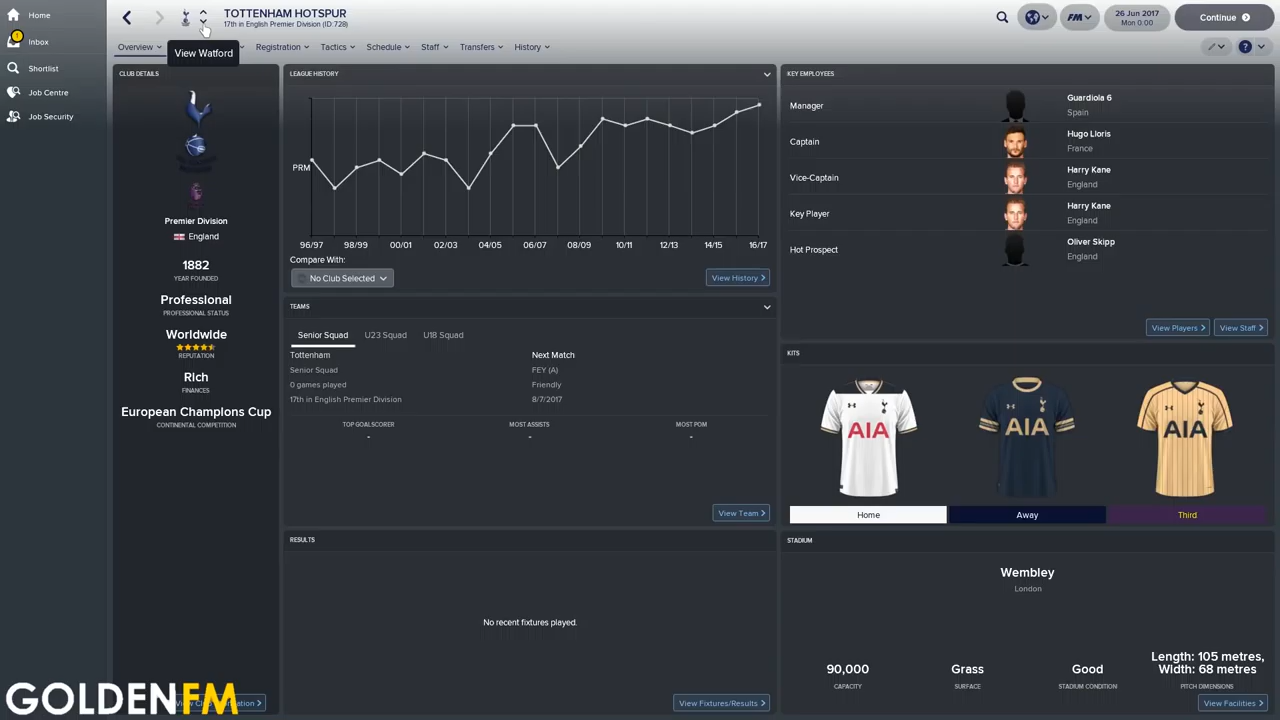 Home
Inbox
Shortlist
Job Centre
Job Security
TOTTENHAM HOTSPUR
17th in English Premier Division (ID:728)
26 Jun 2017
Mon 0:00
FM
Continue
Overview
View Watford
Registration
Tactics
Schedule
Staff
Transfers
History
CLUB DETAILS
Premier Division
England
1882
YEAR FOUNDED
Professional
PROFESSIONAL STATUS
Worldwide
REPUTATION
Rich
FINANCES
European Champions Cup
CONTINENTAL COMPETITION
LEAGUE HISTORY
PRM
96/97 98/99 00/01 02/03 04/05 06/07 08/09 10/11 12/13 14/15 16/17
Compare With:
No Club Selected
View History
TEAMS
Senior Squad U23 Squad U18 Squad
Tottenham
Senior Squad
0 games played
17th in English Premier Division
Next Match
FEY (A)
Friendly
8/7/2017
TOP GOALSCORER MOST ASSISTS MOST POM
- - -
View Team
RESULTS
No recent fixtures played.
View Fixtures/Results
KEY EMPLOYEES
Manager
Guardiola 6
Spain
Captain
Hugo Lloris
France
Vice-Captain
Harry Kane
England
Key Player
Harry Kane
England
Hot Prospect
Oliver Skipp
England
View Players
View Staff
KITS
AIA
AIA
AIA
Home
Away
Third
STADIUM
Wembley
London
90,000
CAPACITY
Grass
SURFACE
Good
STADIUM CONDITION
Length: 105 metres,
Width: 68 metres
PITCH DIMENSIONS
View Facilities
GOLDENFM